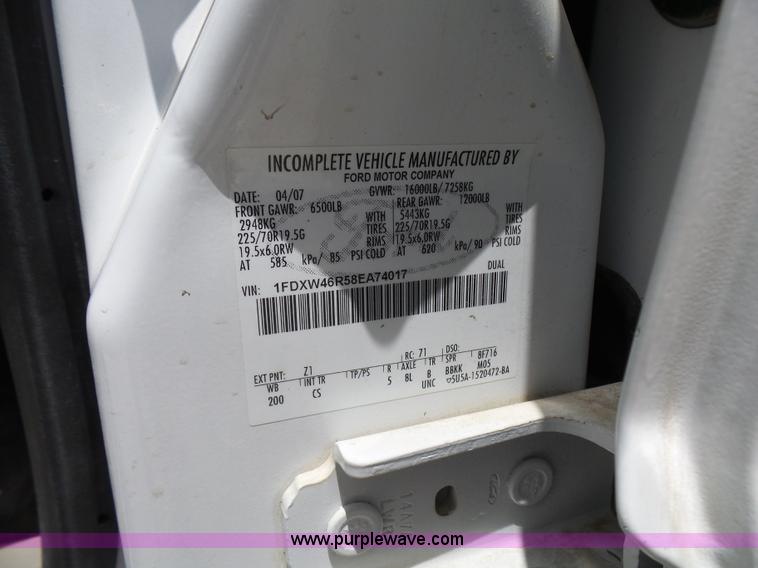 INCOMPLETE VEHICLE MANUFACTURED BY
FORD MOTOR COMPANY
DATE: 04/07 GVWR: 16000LB/ 7258KG
FRONT GAWR: 6500LB REAR GAWR: 12000LB
2948KG WITH 5443KG WITH
225/70R19.5G TIRES 225/70R19.5G TIRES
19.5x6.0RW RIMS 19.5x6.0RW RIMS
AT 585 kPa/ 85 PSI COLD AT 620 kPa/ 90 PSI COLD
VIN: 1FDXW46R58EA74017 DUAL
EXT PNT: Z1 RC: 71 DSO:
WB INT TR TP/PS R AXLE TR SPR 8F716
200 CS 5 8L B BBKK M05
UNC 5U5A-1520472-BA
www.purplewave.com